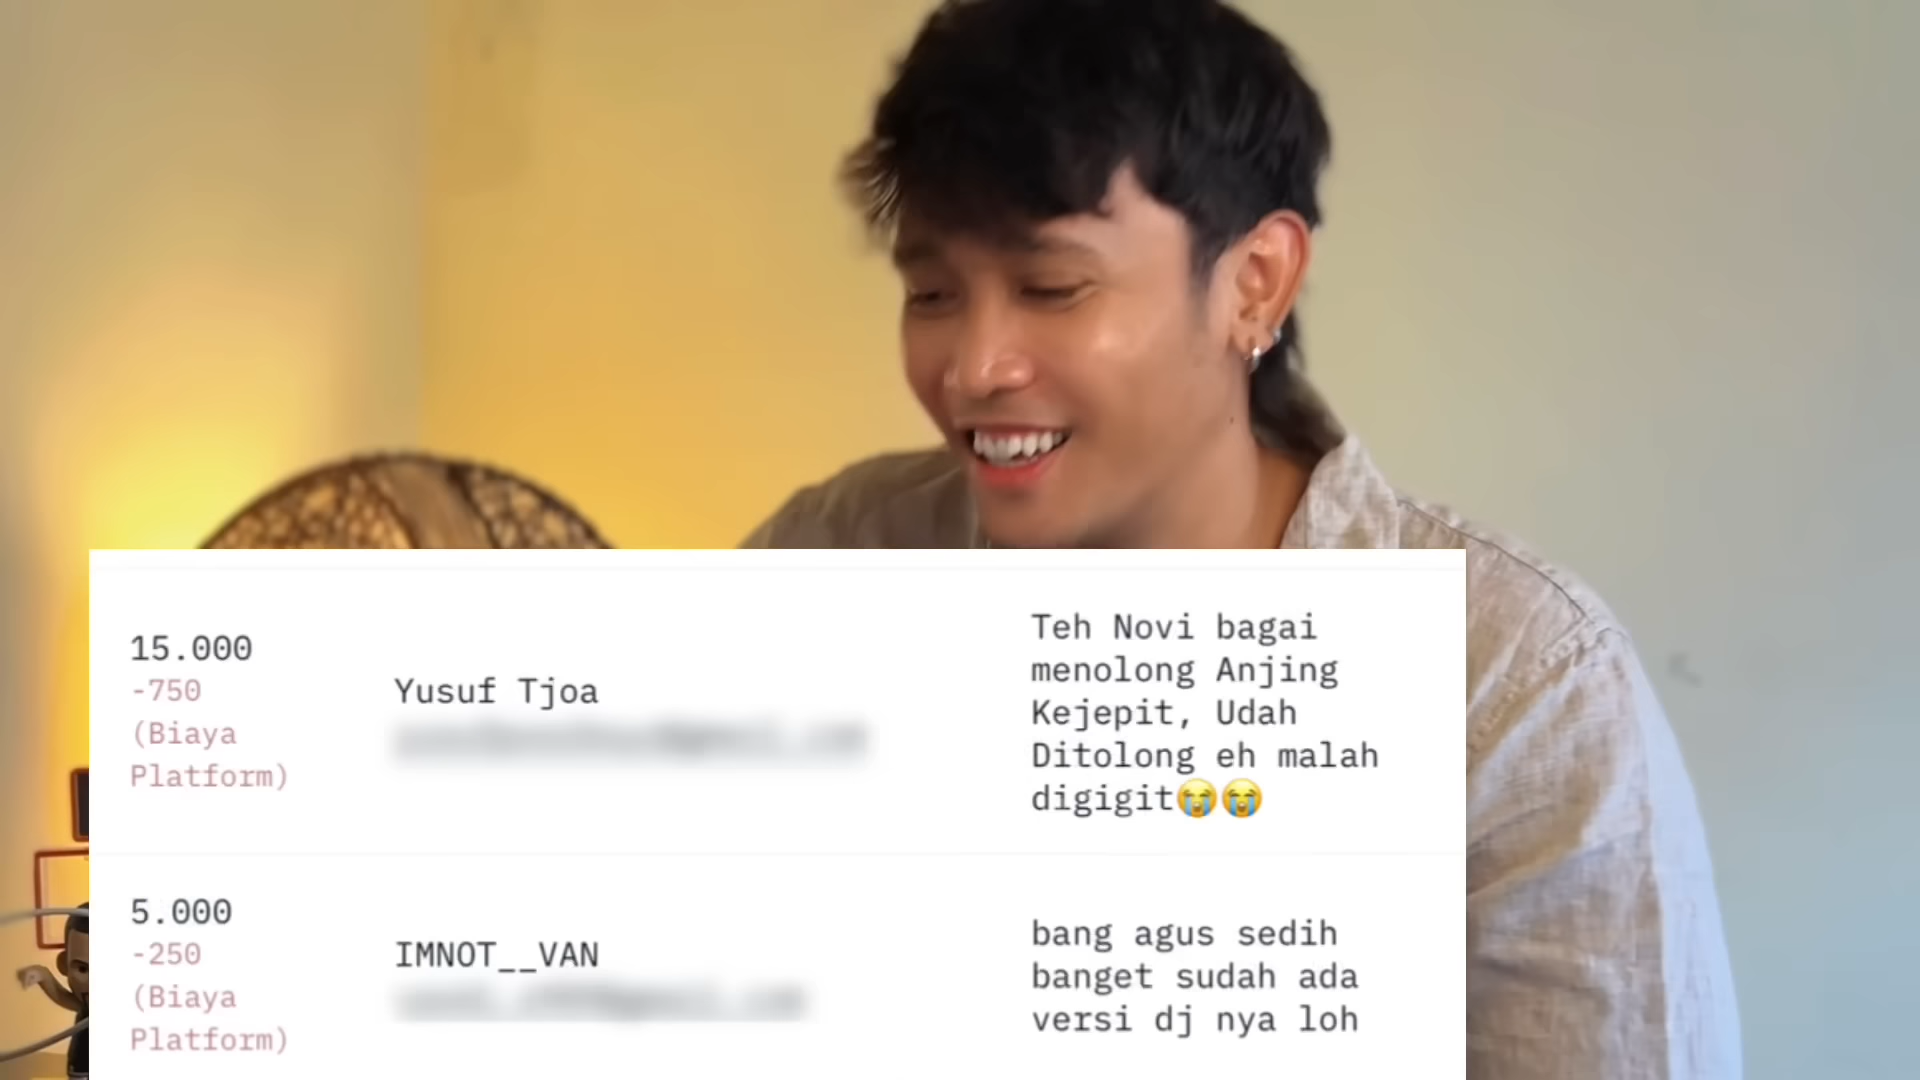 15.000
-750
(Biaya
Platform)
Yusuf Tjoa
Teh Novi bagai
menolong Anjing
Kejepit, Udah
Ditolong eh malah
digigit😭😭
5.000
-250
(Biaya
Platform)
IMNOT__VAN
bang agus sedih
banget sudah ada
versi dj nya loh